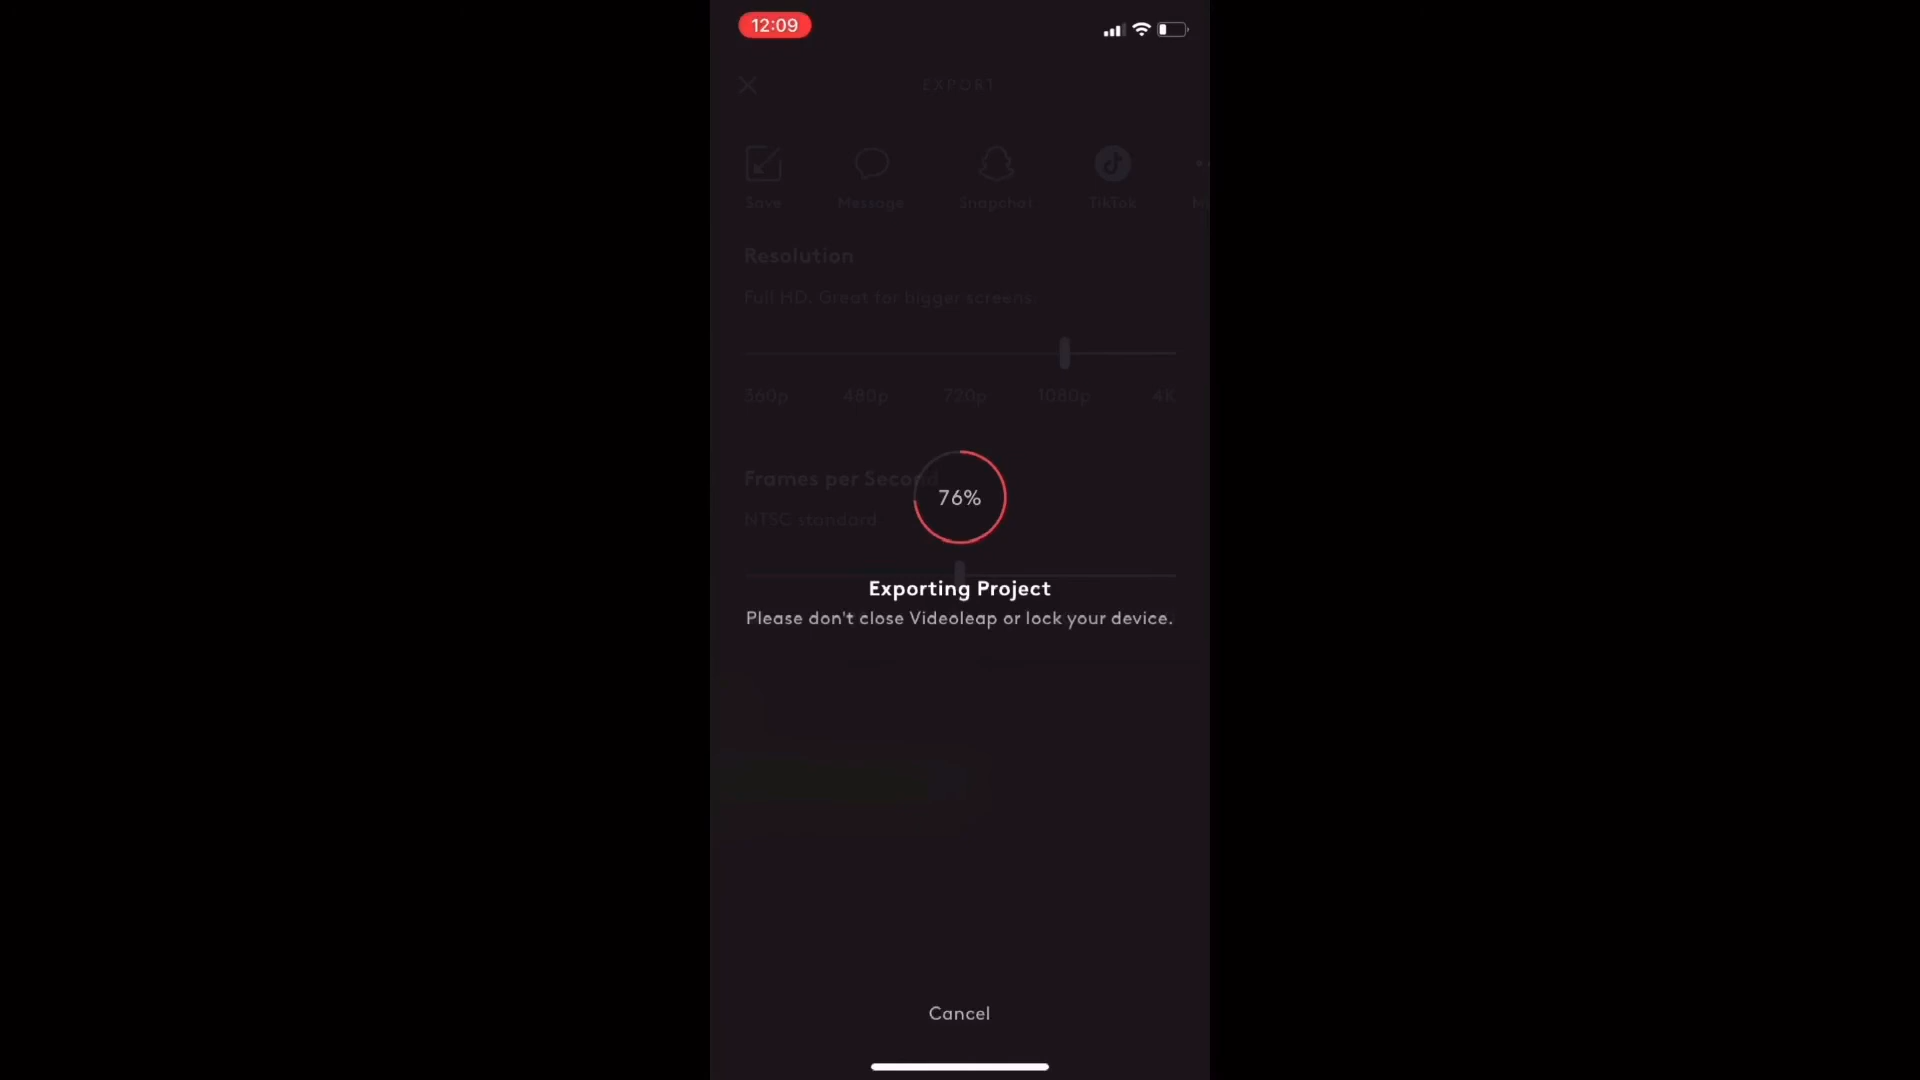 12:09
EXPORT
Save Message Snapchat TikTok
Resolution
Full HD. Great for bigger screens
360p 480p 720p 1080p 4K
Frames per Second
76%
NTSC standard
Exporting Project
Please don't close Videoleap or lock your device.
Cancel